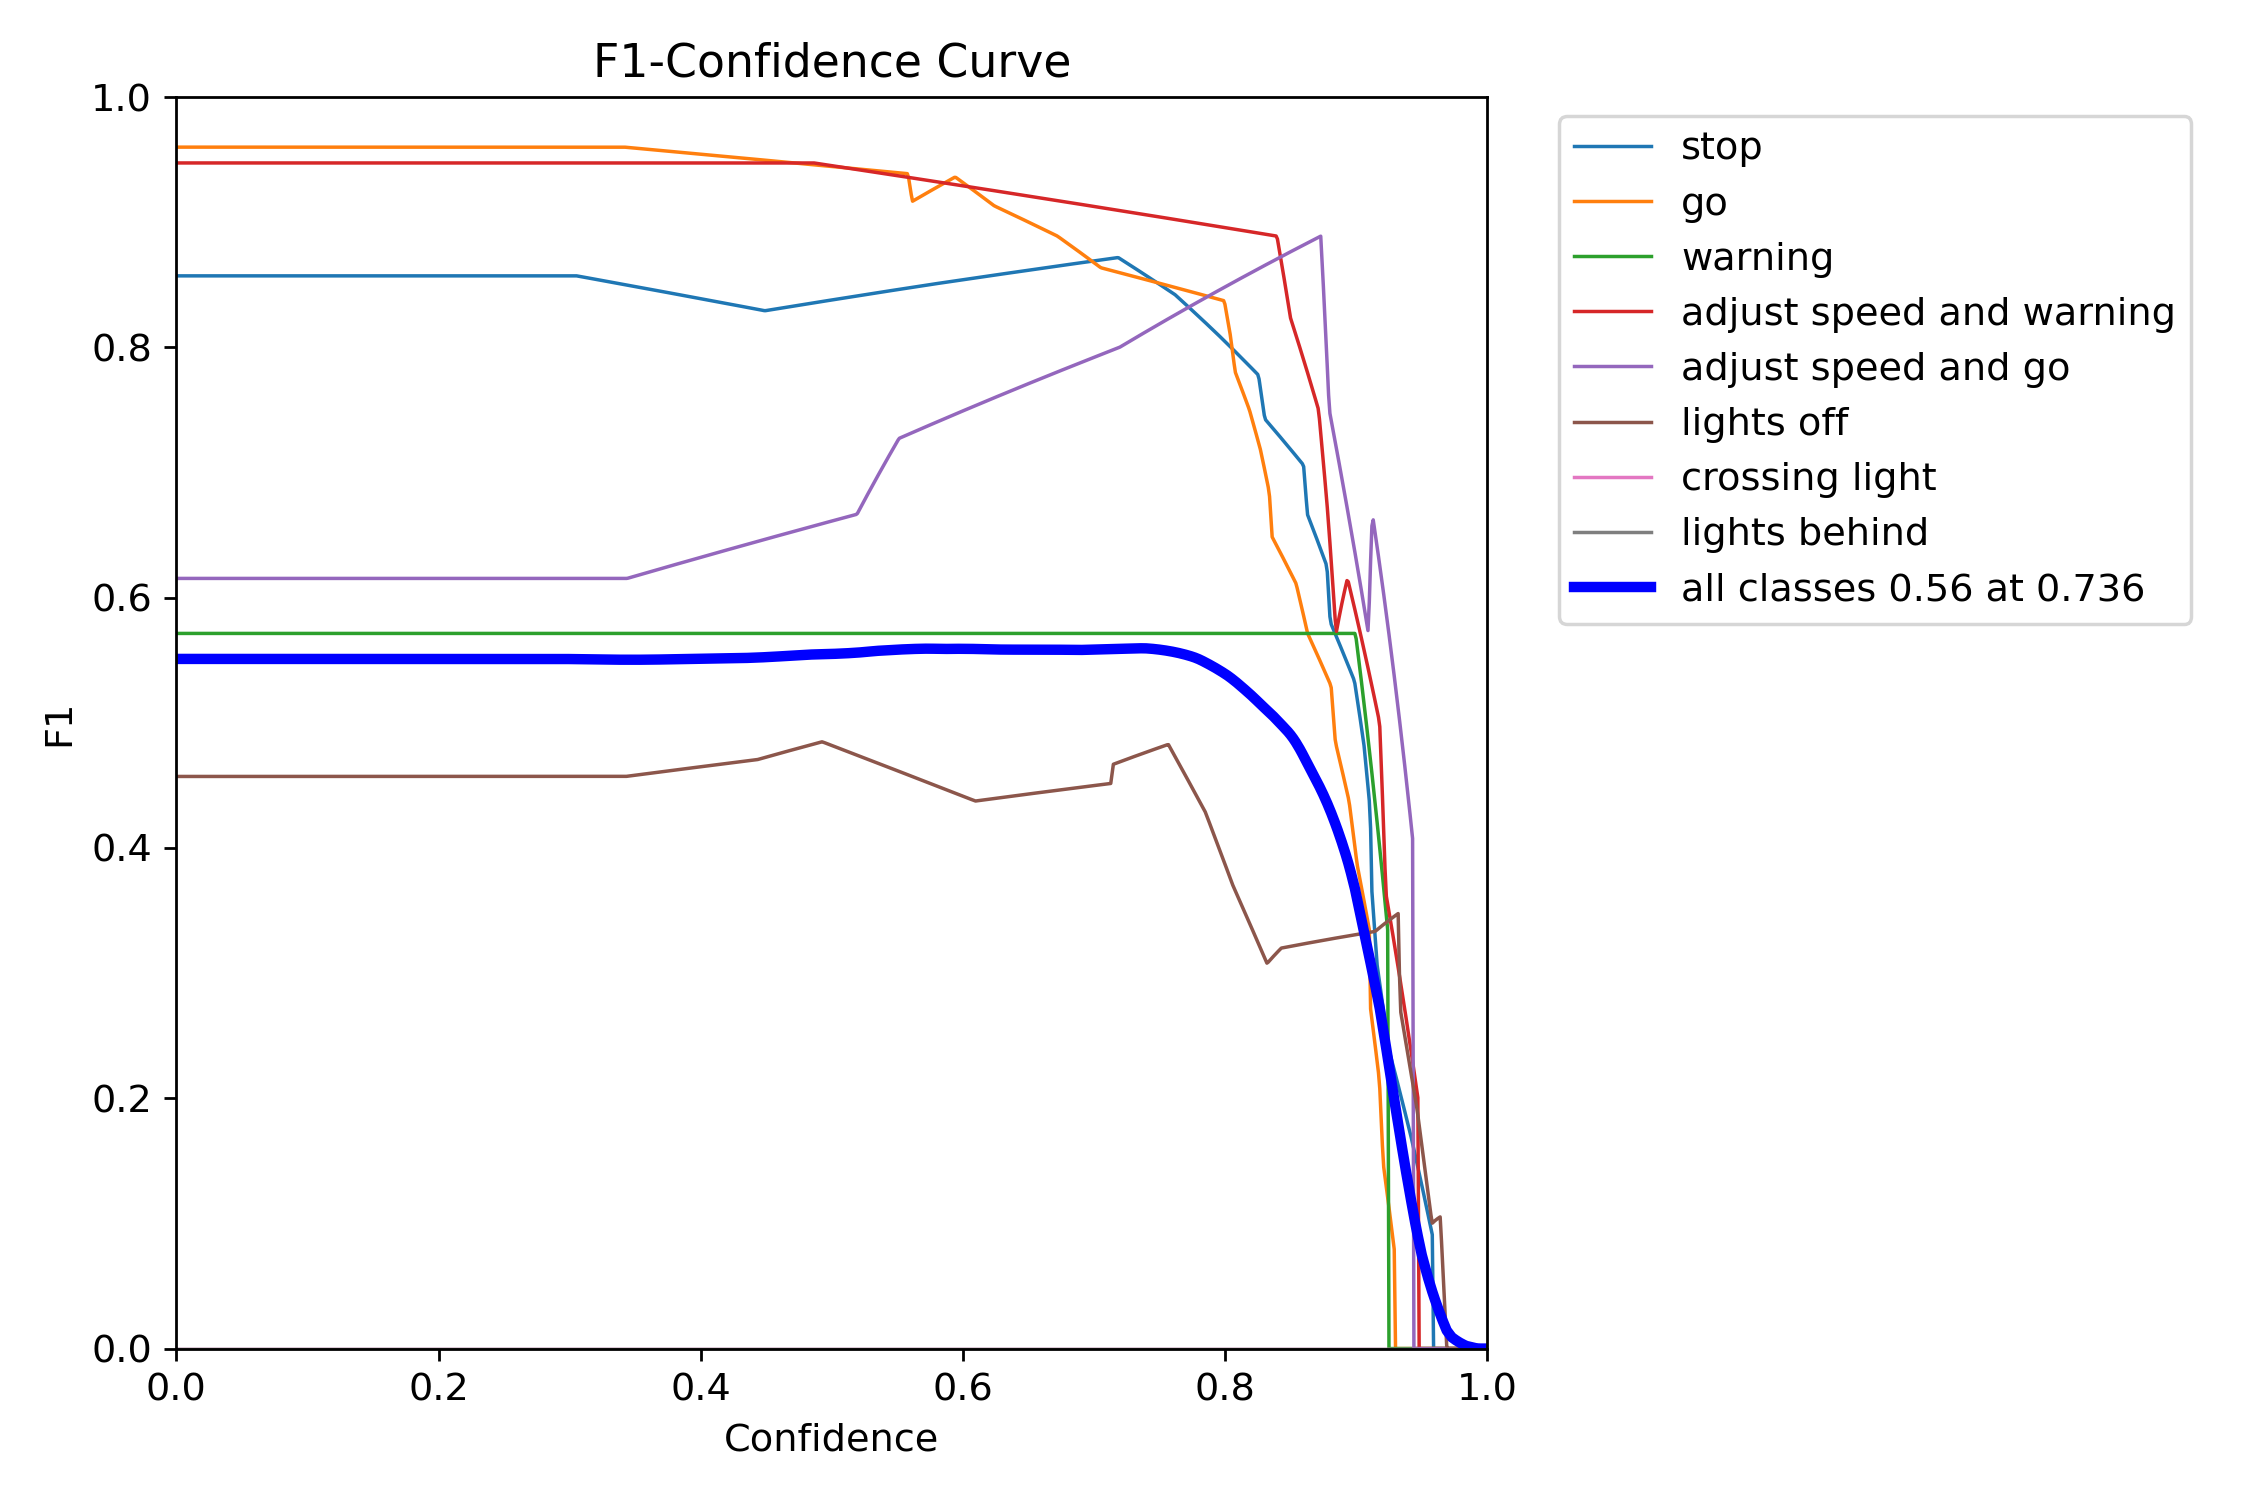 F1-Confidence Curve
1.0
0.8
0.6
0.4
0.2
0.0
F1
0.0 0.2 0.4 0.6 0.8 1.0
Confidence
stop
go
warning
adjust speed and warning
adjust speed and go
lights off
crossing light
lights behind
all classes 0.56 at 0.736